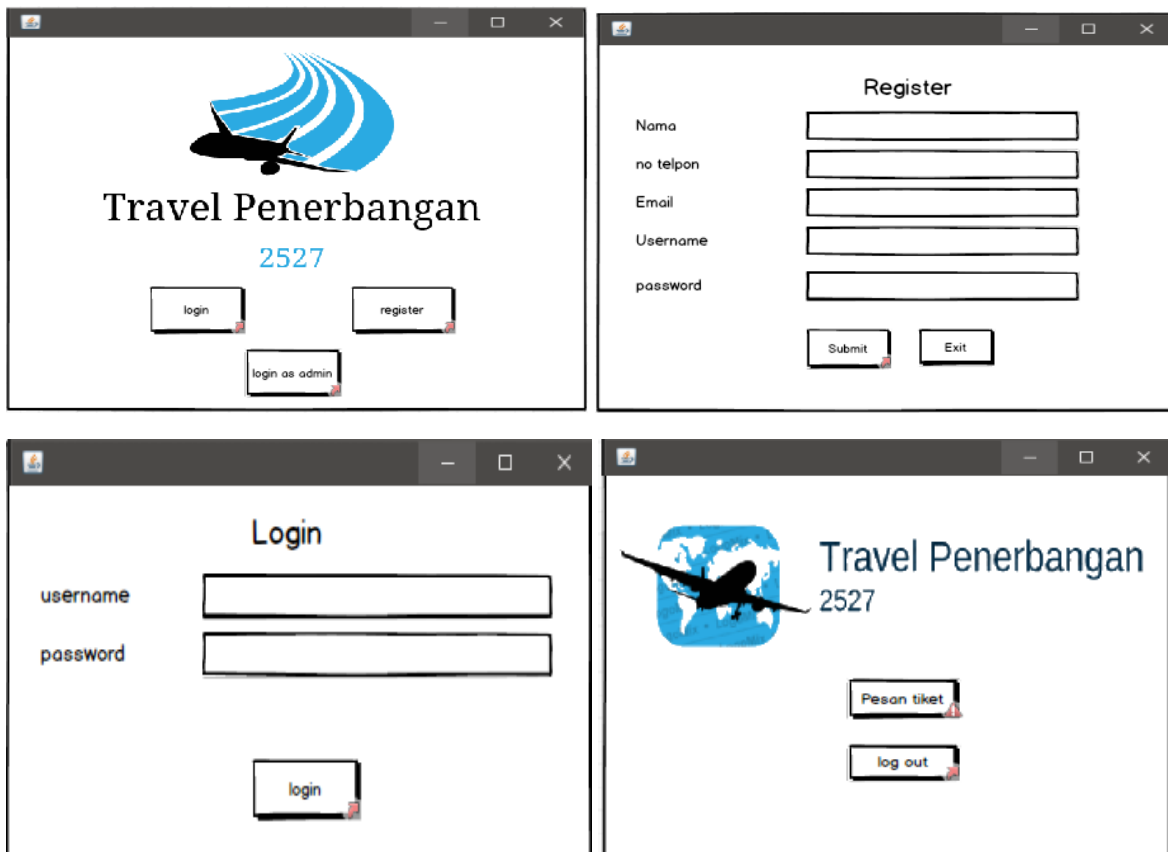 Travel Penerbangan
2527
login
register
login as admin
Register
Nama
no telpon
Email
Username
password
Submit
Exit
Login
username
password
login
Travel Penerbangan
2527
Pesan tiket
log out